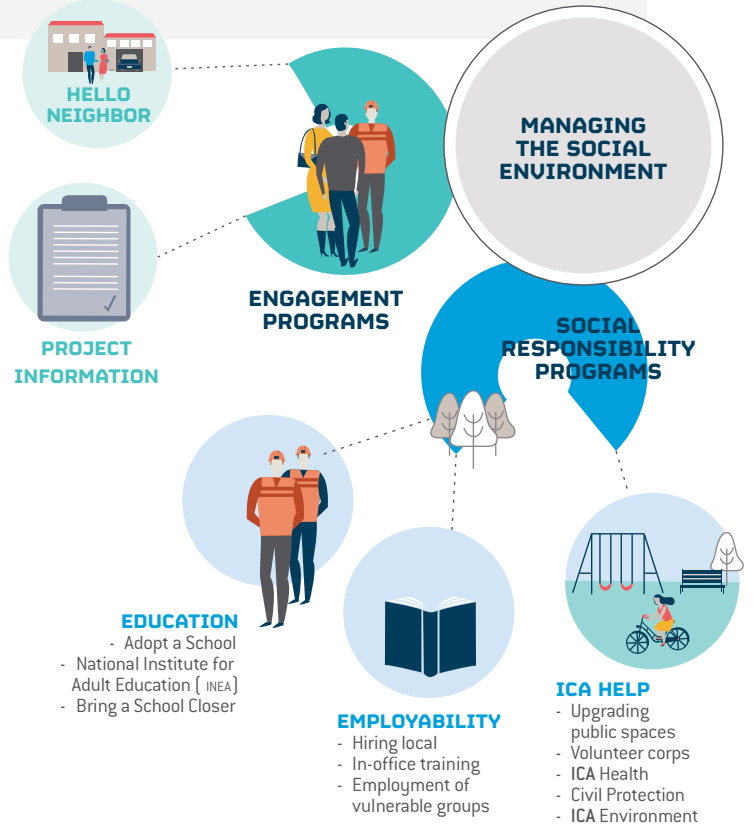 HELLO
NEIGHBOR
MANAGING
THE SOCIAL
ENVIRONMENT
ENGAGEMENT
PROGRAMS
PROJECT
INFORMATION
SOCIAL
RESPONSIBILITY
PROGRAMS
EDUCATION
- Adopt a School
- National Institute for
Adult Education ( INEA)
- Bring a School Closer
EMPLOYABILITY
- Hiring local
- In-office training
- Employment of
vulnerable groups
ICA HELP
- Upgrading
public spaces
- Volunteer corps
- ICA Health
- Civil Protection
- ICA Environment